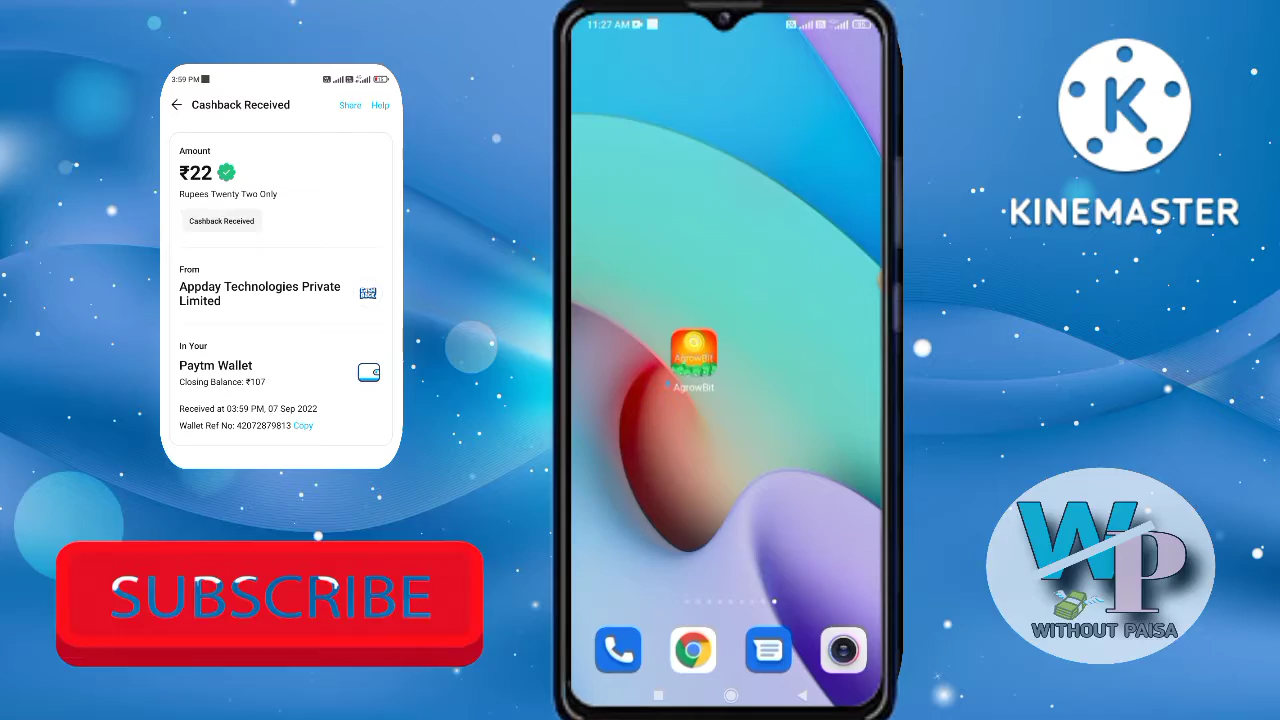 3:59 PM
Cashback Received
Share
Help
Amount
₹22
Rupees Twenty Two Only
Cashback Received
From
Appday Technologies Private
Limited
In Your
Paytm Wallet
Closing Balance: ₹107
Received at 03:59 PM, 07 Sep 2022
Wallet Ref No: 42072879813 Copy
SUBSCRIBE
11:27 AM
AgrowBit
AgrowBit
K
KINEMASTER
WP
WITHOUT PAISA